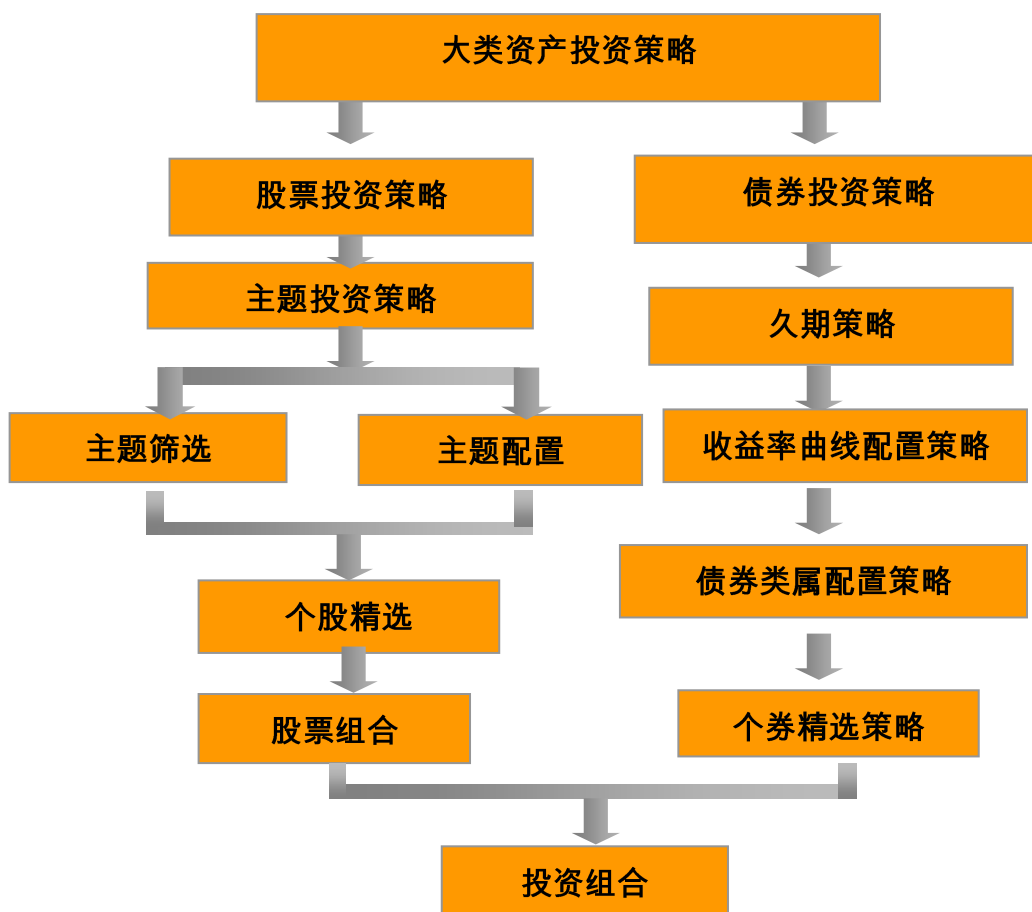 大类资产投资策略
股票投资策略
债券投资策略
主题投资策略
久期策略
主题筛选
主题配置
收益率曲线配置策略
个股精选
债券类属配置策略
股票组合
个券精选策略
投资组合